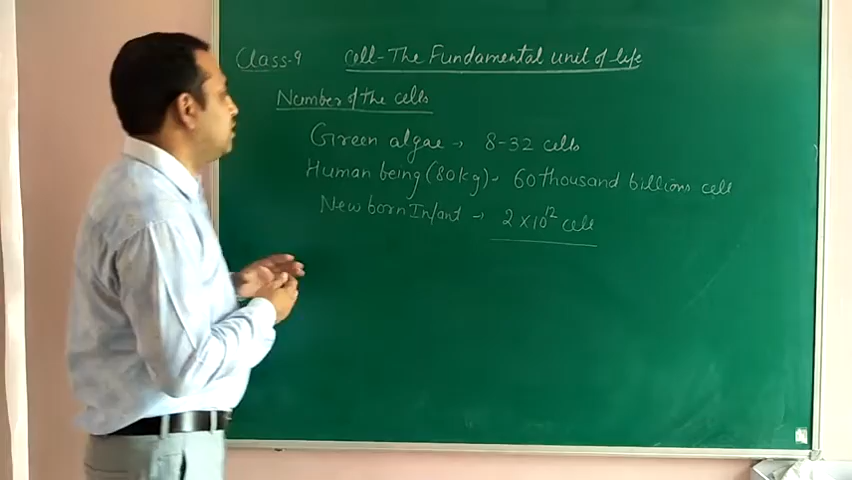 Class-9 cell-The Fundamental unit of life
Number of the cells
Green algae → 8-32 cells
Human being (80kg)- 60 thousand billions cell
New born Infant → 2 x 10¹² cell